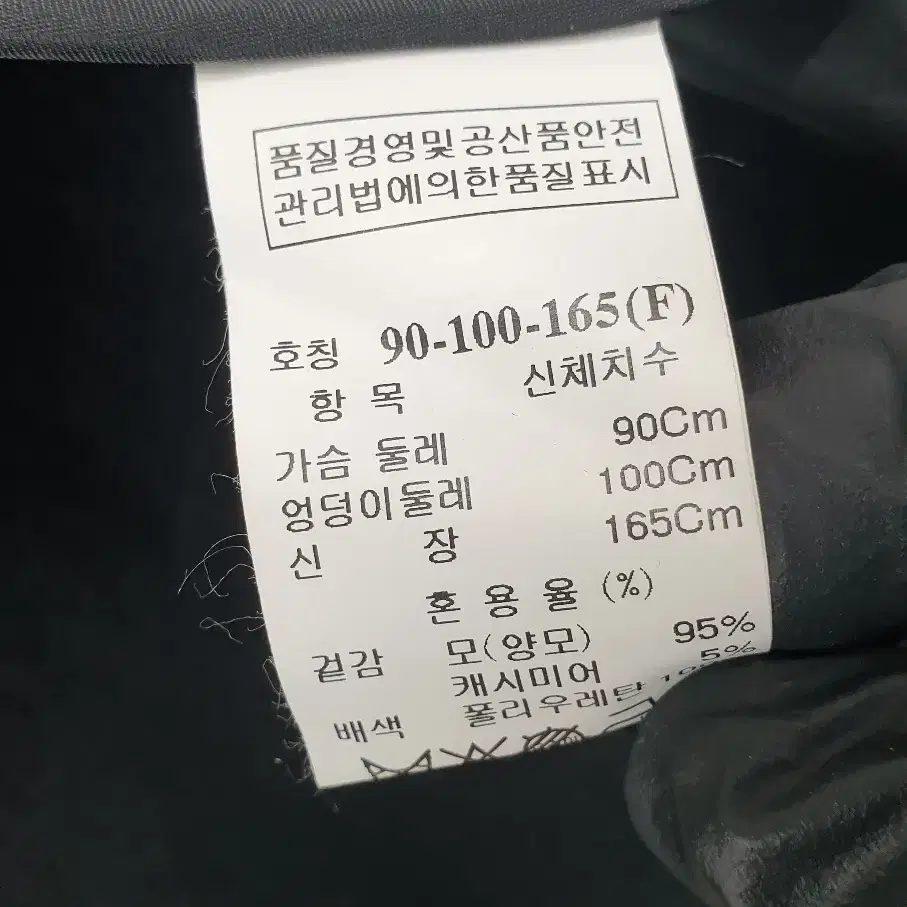 품질경영및공산품안전
관리법에의한품질표시
호칭 90-100-165(F)
항 목 신체치수
가슴 둘레 90Cm
엉덩이둘레 100Cm
신 장 165Cm
혼 용 율 (%)
겉감 모(양모) 95%
캐시미어 5%
배색 폴리우레탄